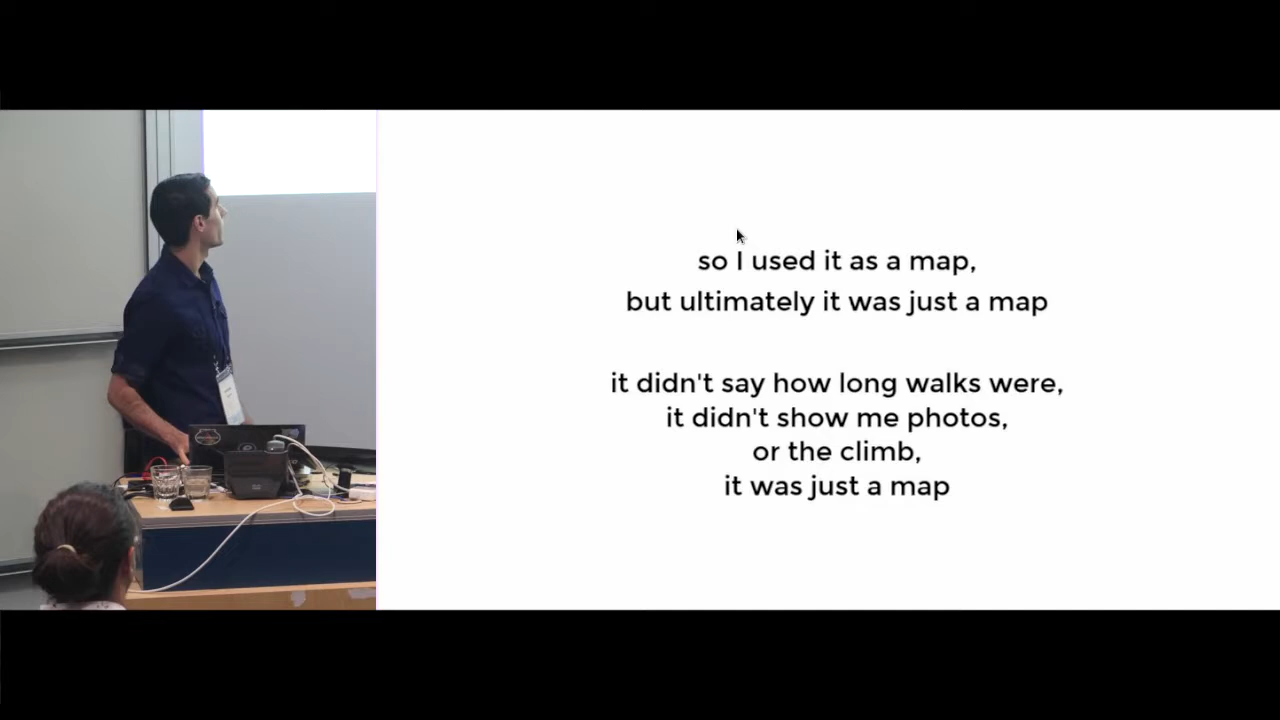 so I used it as a map,
but ultimately it was just a map
it didn't say how long walks were,
it didn't show me photos,
or the climb,
it was just a map